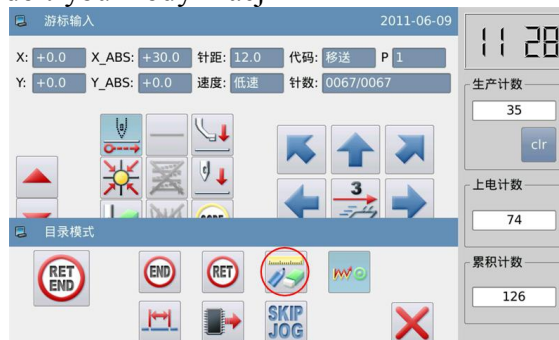 游标输入 2011-06-09
X: +0.0 X_ABS: +30.0 针距: 12.0 代码: 移送 P 1
Y: +0.0 Y_ABS: +0.0 速度: 低速 针数: 0067/0067
3
目录模式
RET
END
END
RET
SKIP
JOG
11 28
生产计数
35
clr
上电计数
74
累积计数
126